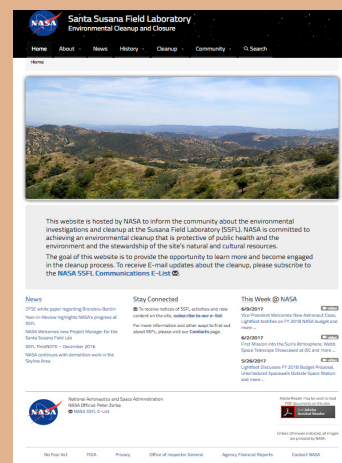 NASA
Santa Susana Field Laboratory
Environmental Cleanup and Closure
Home About News History Cleanup Community Search
Home
This website is hosted by NASA to inform the community about the environmental
investigations and cleanup at the Susana Field Laboratory (SSFL). NASA is committed to
achieving an environmental cleanup that is protective of public health and the
environment and the stewardship of the site's natural and cultural resources.
The goal of this website is to provide the opportunity to learn more and become engaged
in the cleanup process. To receive E-mail updates about the cleanup, please subscribe to
the NASA SSFL Communications E-List
News
DTSC white paper regarding Brandeis-Bardin
Year-in-Review highlights NASA's progress at
SSFL
NASA Welcomes new Project Manager for the
Santa Susana Field Lab
SSFL FieldNOTE – December 2016
NASA continues with demolition work in the
Skyline Area
Stay Connected
To receive notices of SSFL activities and new
content on the site, subscribe to our e-list.
For more information and other ways to find out
about SSFL, please visit our Contacts page.
This Week @ NASA
6/9/2017
Vice President Welcomes New Astronaut Class,
Lightfoot testifies on FY 2018 NASA budget and
more...
6/2/2017
First Mission into the Sun's Atmosphere, Webb
Space Telescope Showcased at JSC and more ...
5/26/2017
Lightfoot Discusses FY 2018 Budget Proposal,
Unscheduled Spacewalk Outside Space Station
and more ...
NASA
National Aeronautics and Space Administration
NASA Official: Peter Zorba
NASA SSFL E-List
Adobe Reader may be used to read
PDF documents on this site.
Get Adobe
Acrobat Reader
Unless otherwise indicated, all images
are provided by NASA.
No Fear Act FOIA Privacy Office of Inspector General Agency Financial Reports Contact NASA